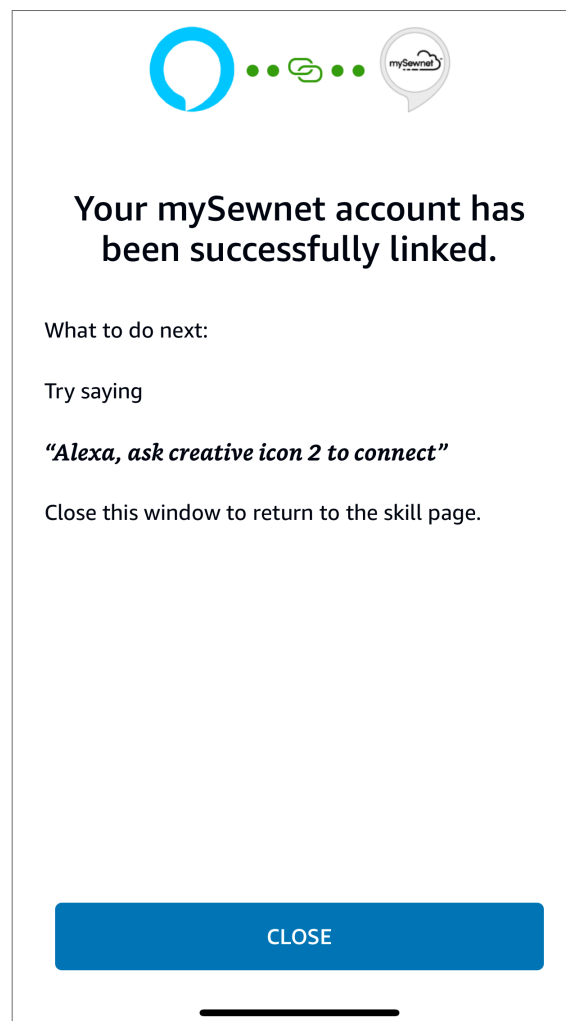 mySewnet
Your mySewnet account has
been successfully linked.
What to do next:
Try saying
“Alexa, ask creative icon 2 to connect”
Close this window to return to the skill page.
CLOSE